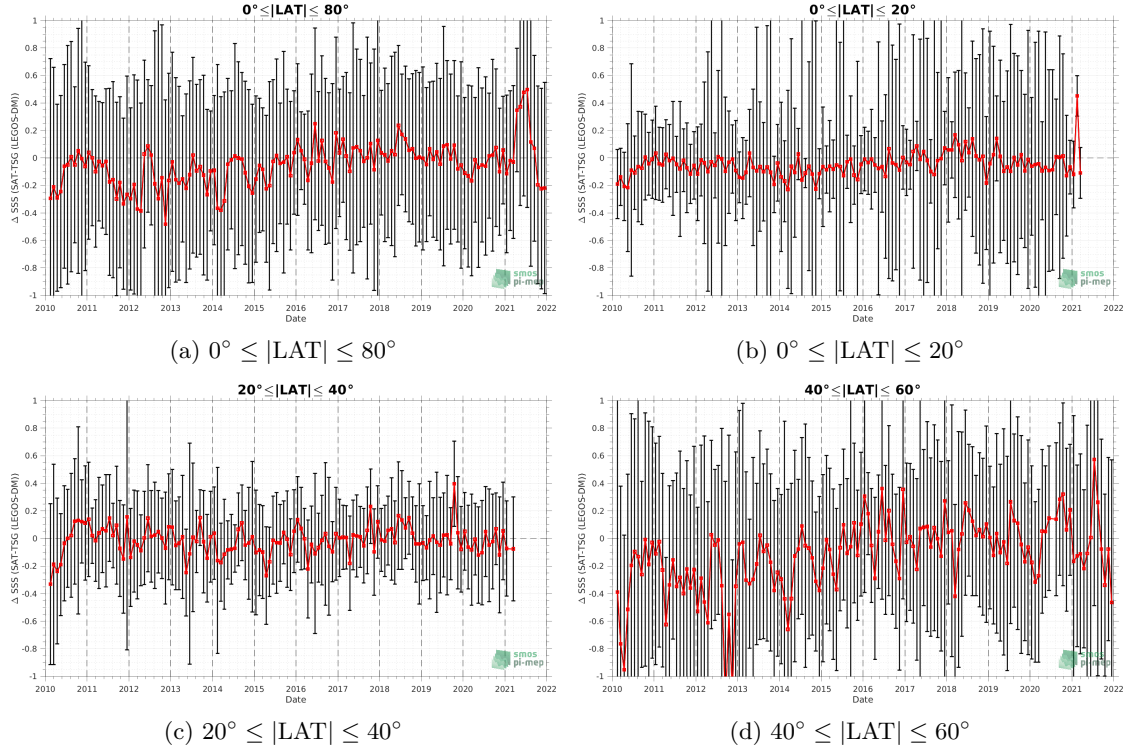 0°≤|LAT|≤ 80°
Δ SSS (SAT-TSG (LEGOS-DM))
1
0.8
0.6
0.4
0.2
0
-0.2
-0.4
-0.6
-0.8
-1
2010 2011 2012 2013 2014 2015 2016 2017 2018 2019 2020 2021 2022
Date
smos
pi-mep
(a) 0° ≤ |LAT| ≤ 80°
0°≤|LAT|≤ 20°
Δ SSS (SAT-TSG (LEGOS-DM))
1
0.8
0.6
0.4
0.2
0
-0.2
-0.4
-0.6
-0.8
-1
2010 2011 2012 2013 2014 2015 2016 2017 2018 2019 2020 2021 2022
Date
smos
pi-mep
(b) 0° ≤ |LAT| ≤ 20°
20°≤|LAT|≤ 40°
Δ SSS (SAT-TSG (LEGOS-DM))
1
0.8
0.6
0.4
0.2
0
-0.2
-0.4
-0.6
-0.8
-1
2010 2011 2012 2013 2014 2015 2016 2017 2018 2019 2020 2021 2022
Date
smos
pi-mep
(c) 20° ≤ |LAT| ≤ 40°
40°≤|LAT|≤ 60°
Δ SSS (SAT-TSG (LEGOS-DM))
1
0.8
0.6
0.4
0.2
0
-0.2
-0.4
-0.6
-0.8
-1
2010 2011 2012 2013 2014 2015 2016 2017 2018 2019 2020 2021 2022
Date
smos
pi-mep
(d) 40° ≤ |LAT| ≤ 60°